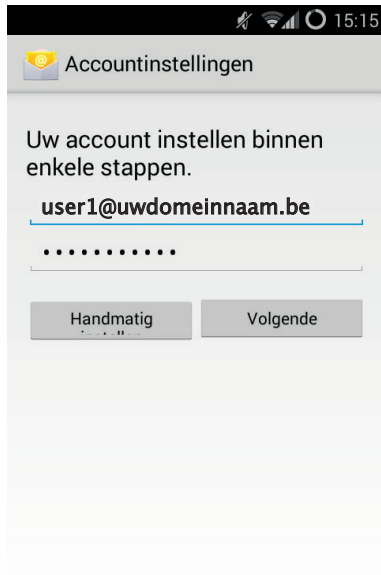 15:15
Accountinstellingen
Uw account instellen binnen
enkele stappen.
user1@uwdomeinnaam.be
•••••••••••
Handmatig
Volgende